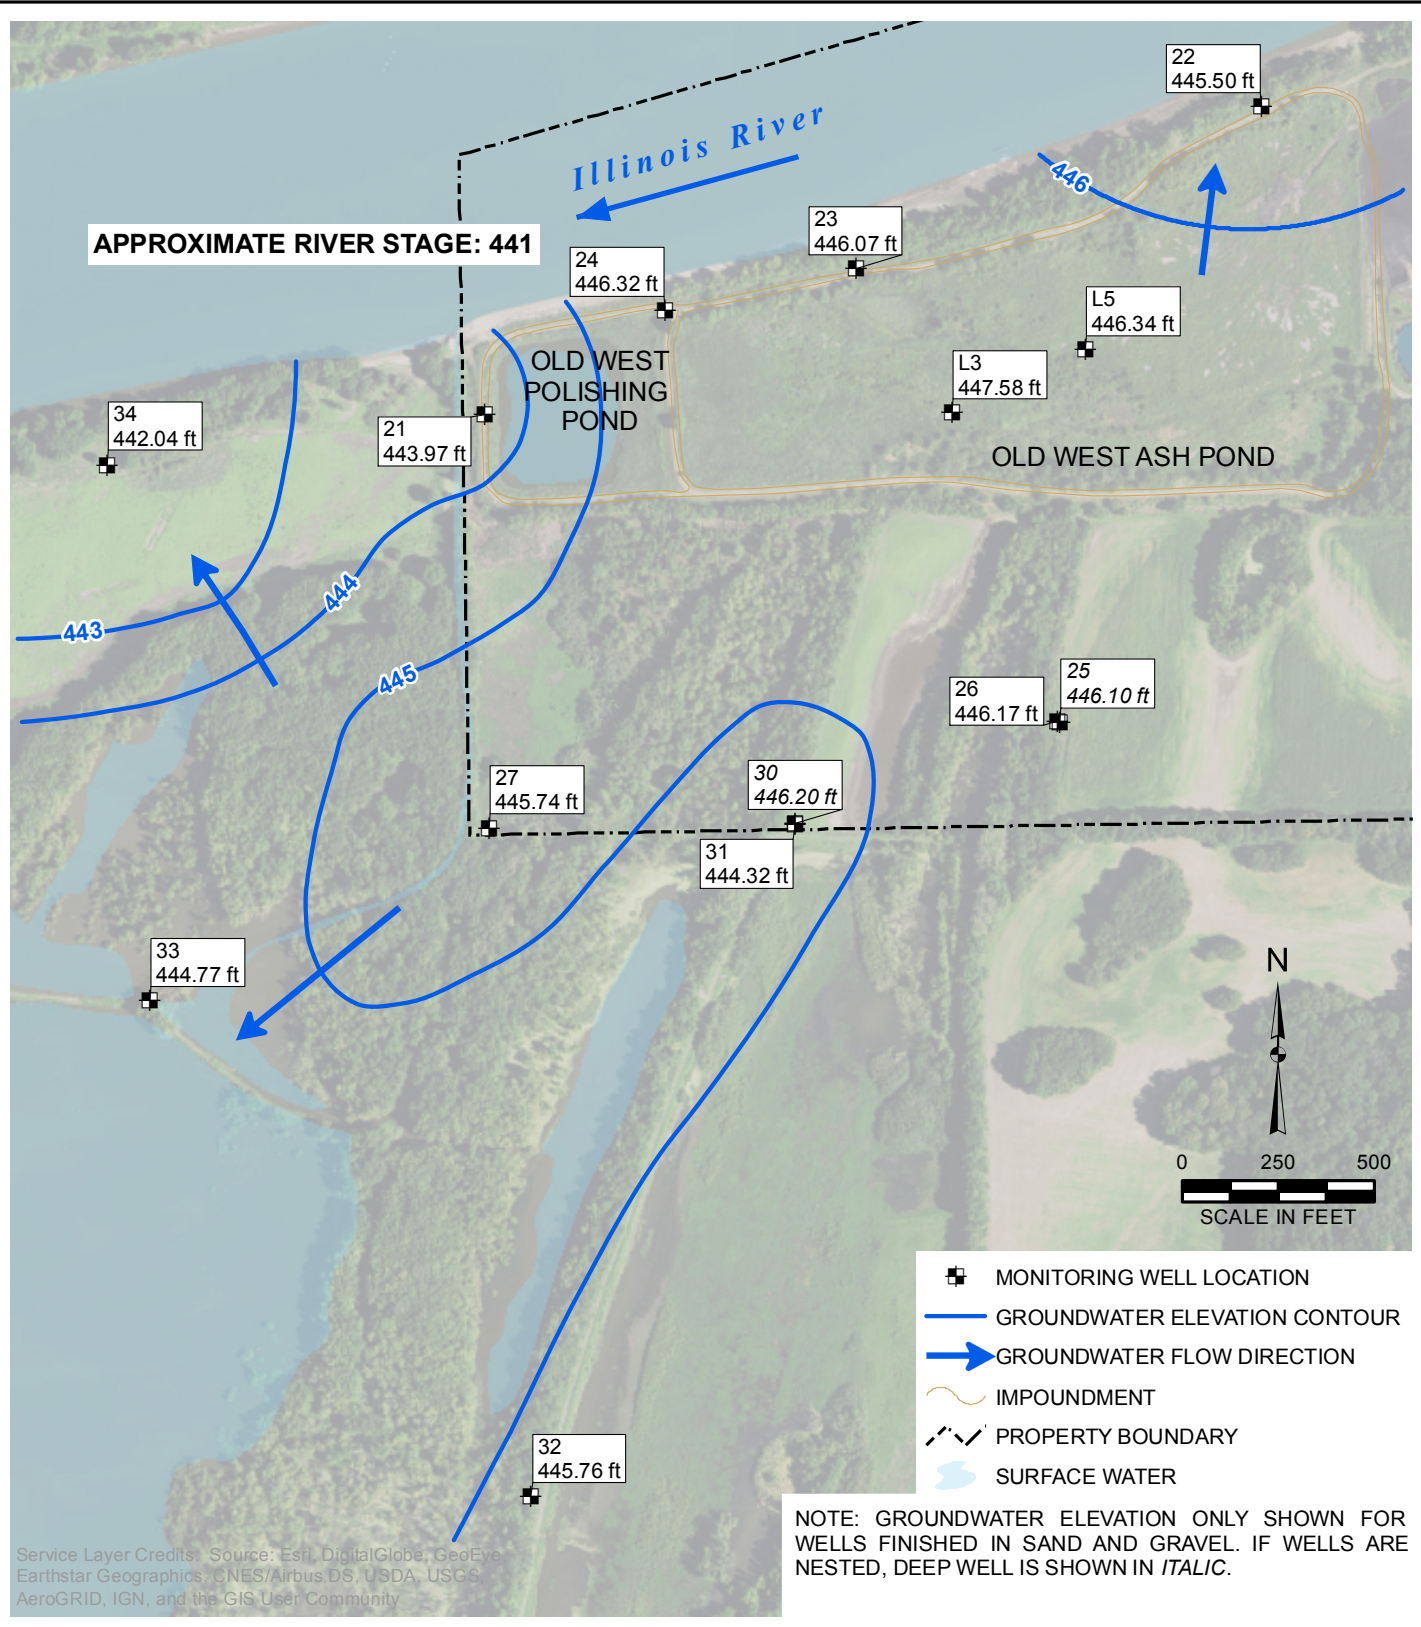 22
445.50 ft
Illinois River
446
23
446.07 ft
APPROXIMATE RIVER STAGE: 441
24
446.32 ft
L5
446.34 ft
OLD WEST
POLISHING
POND
L3
447.58 ft
34
442.04 ft
21
443.97 ft
OLD WEST ASH POND
444
443
445
25
446.10 ft
26
446.17 ft
27
445.74 ft
30
446.20 ft
31
444.32 ft
33
444.77 ft
N
0 250 500
SCALE IN FEET
MONITORING WELL LOCATION
GROUNDWATER ELEVATION CONTOUR
GROUNDWATER FLOW DIRECTION
IMPOUNDMENT
PROPERTY BOUNDARY
SURFACE WATER
32
445.76 ft
NOTE: GROUNDWATER ELEVATION ONLY SHOWN FOR
WELLS FINISHED IN SAND AND GRAVEL. IF WELLS ARE
NESTED, DEEP WELL IS SHOWN IN ITALIC.
Service Layer Credits: Source: Esri, DigitalGlobe, GeoEye,
Earthstar Geographics, CNES/Airbus DS, USDA, USGS,
AeroGRID, IGN, and the GIS User Community